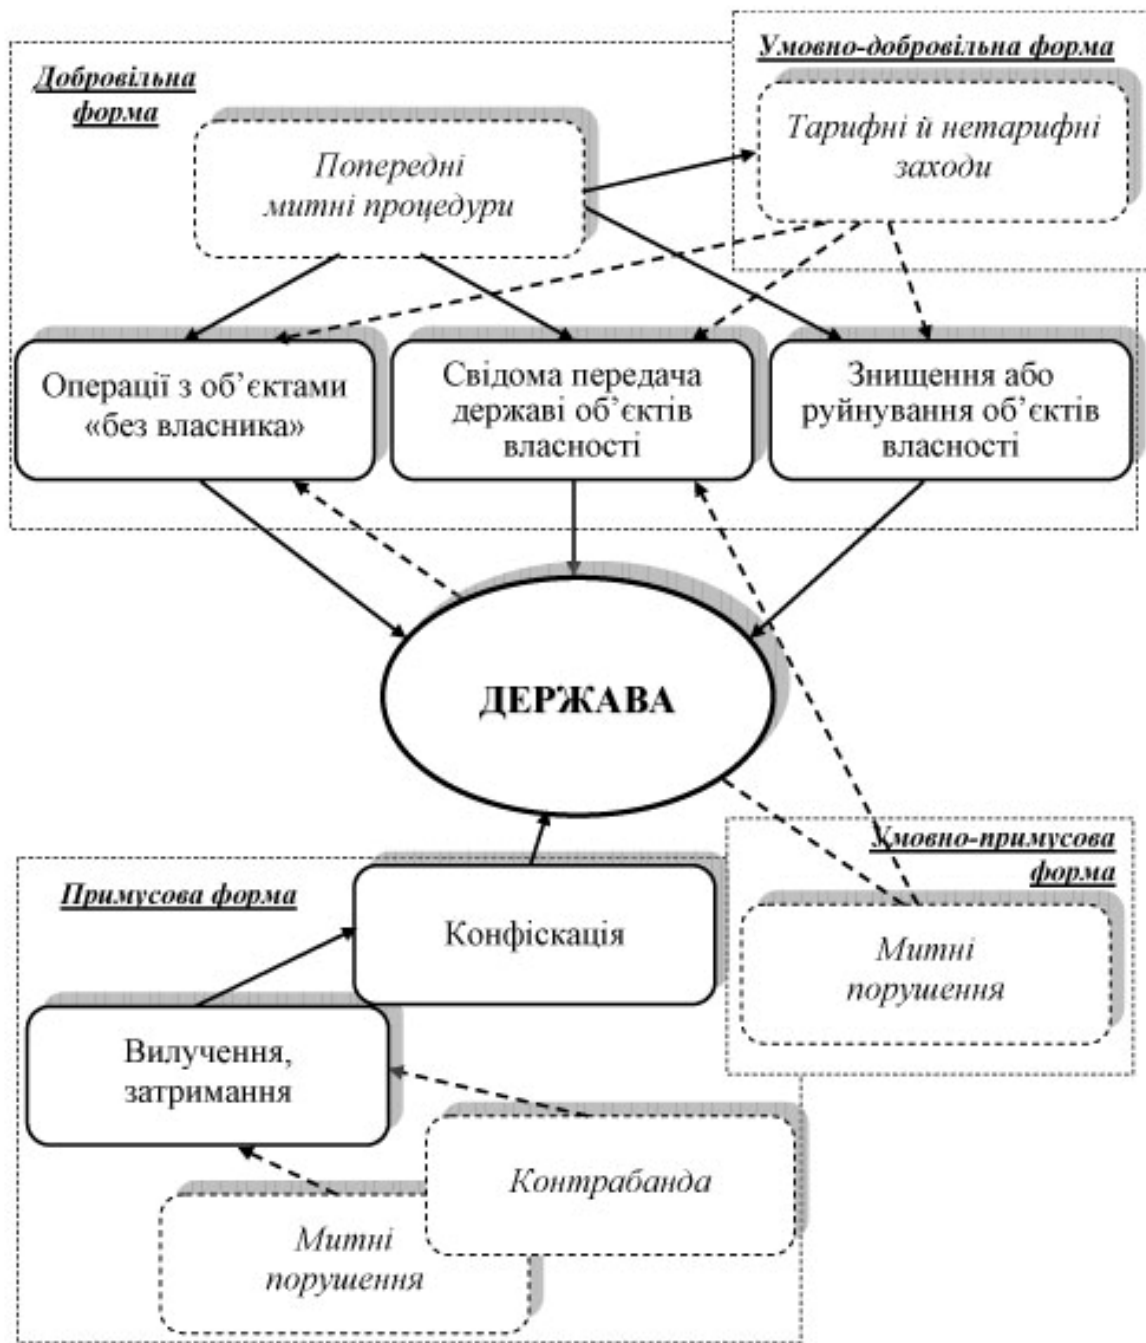 Добровільна
форма
Умовно-добровільна форма
Попередні
митні процедури
Тарифні й нетарифні
заходи
Операції з об’єктами
«без власника»
Свідома передача
державі об’єктів
власності
Знищення або
руйнування об’єктів
власності
ДЕРЖАВА
Примусова форма
Умовно-примусова
форма
Конфіскація
Митні
порушення
Вилучення,
затримання
Контрабанда
Митні
порушення